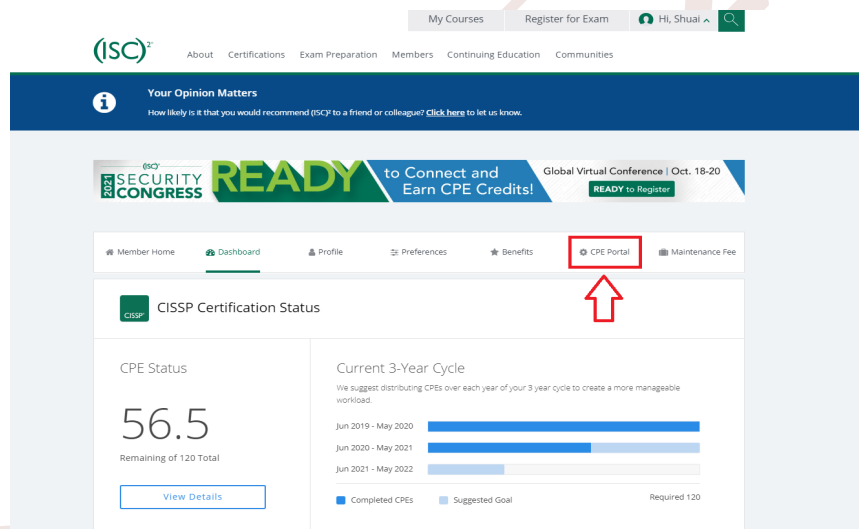 My Courses Register for Exam Hi, Shuai
(ISC)²
About Certifications Exam Preparation Members Continuing Education Communities
Your Opinion Matters
How likely is it that you would recommend (ISC)² to a friend or colleague? Click here to let us know.
(ISC)²
2021 SECURITY
CONGRESS
READY
to Connect and
Earn CPE Credits!
Global Virtual Conference | Oct. 18-20
READY to Register
Member Home Dashboard Profile Preferences Benefits CPE Portal Maintenance Fee
CISSP CISSP Certification Status
CPE Status
56.5
Remaining of 120 Total
View Details
Current 3-Year Cycle
We suggest distributing CPEs over each year of your 3 year cycle to create a more manageable
workload.
Jun 2019 - May 2020
Jun 2020 - May 2021
Jun 2021 - May 2022
Completed CPEs Suggested Goal Required 120